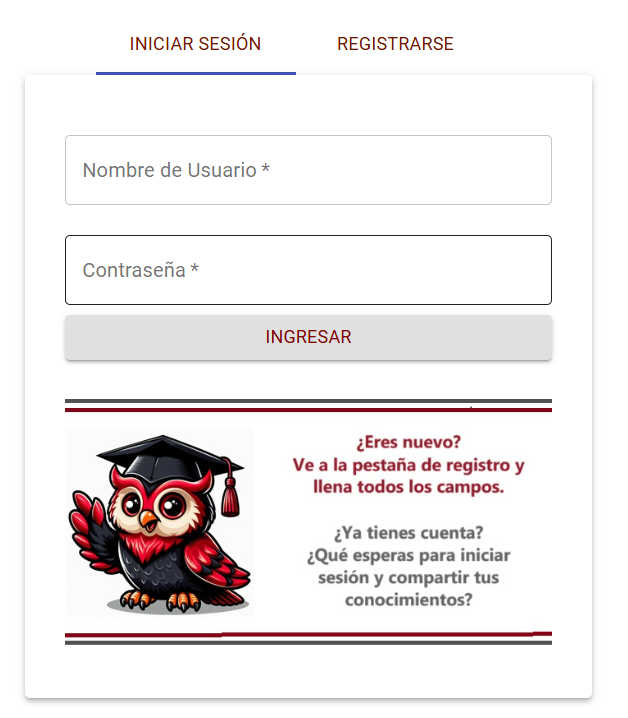 INICIAR SESIÓN
REGISTRARSE
Nombre de Usuario *
Contraseña *
INGRESAR
¿Eres nuevo?
Ve a la pestaña de registro y
llena todos los campos.
¿Ya tienes cuenta?
¿Qué esperas para iniciar
sesión y compartir tus
conocimientos?